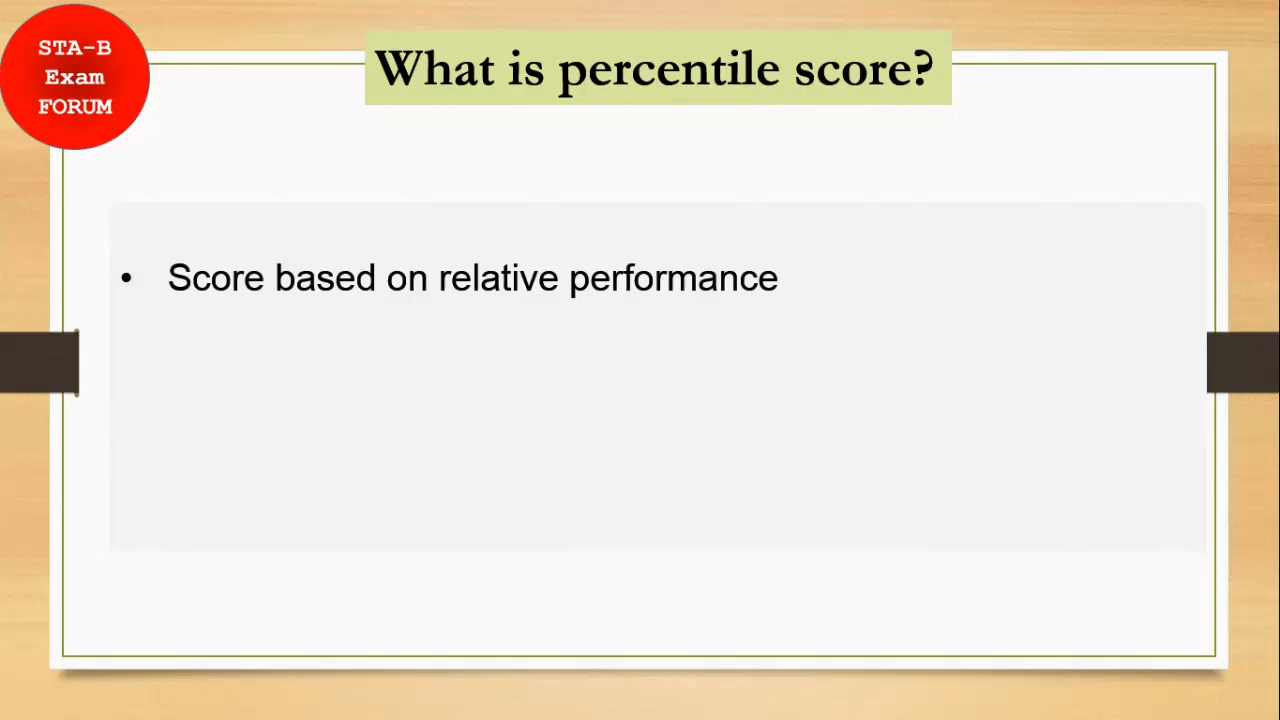 STA-B
Exam
FORUM
What is percentile score?
• Score based on relative performance